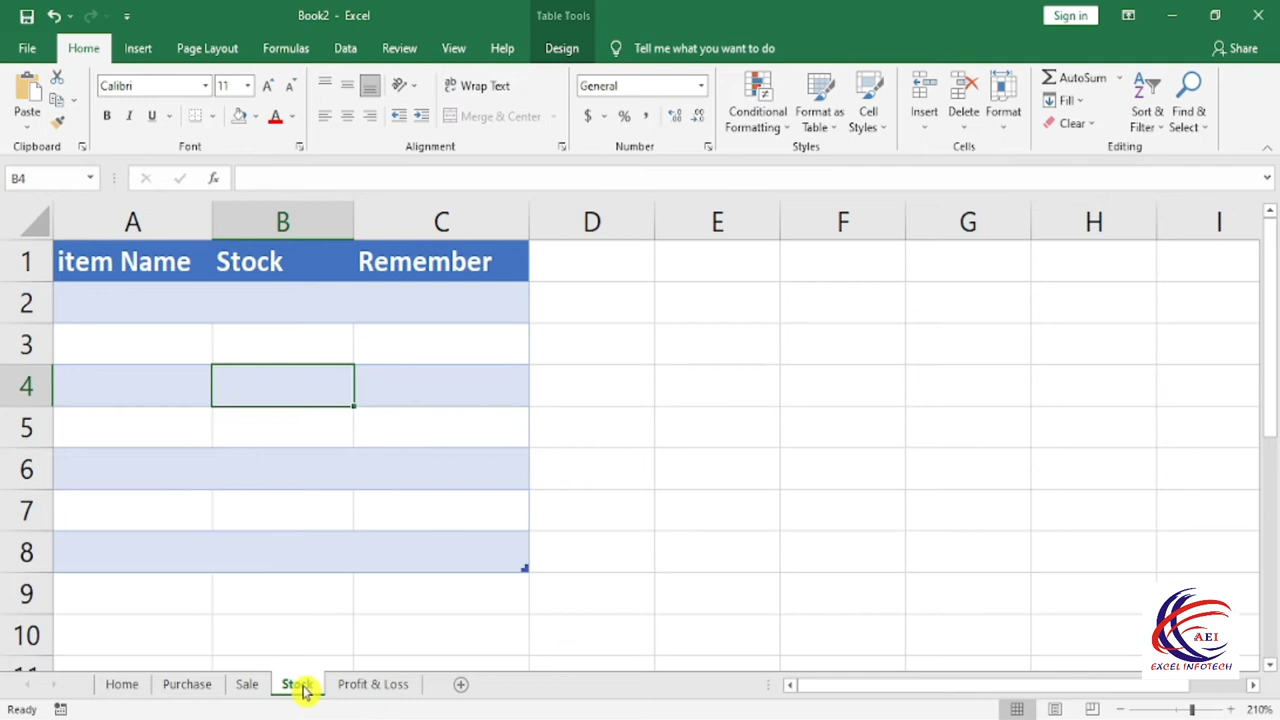 Book2 - Excel
Table Tools
Sign in
File Home Insert Page Layout Formulas Data Review View Help Design Tell me what you want to do Share
Paste
Clipboard
Calibri 11
B I U
Font
Wrap Text
Merge & Center
Alignment
General
$ % ,
Number
Conditional Formatting
Format as Table
Cell Styles
Styles
Insert
Delete
Format
Cells
AutoSum
Fill
Clear
Sort & Filter
Find & Select
Editing
B4
fx
A B C D E F G H I
1 item Name Stock Remember
2
3
4
5
6
7
8
9
10
AEI
EXCEL INFOTECH
Home Purchase Sale Stock Profit & Loss
Ready
210%